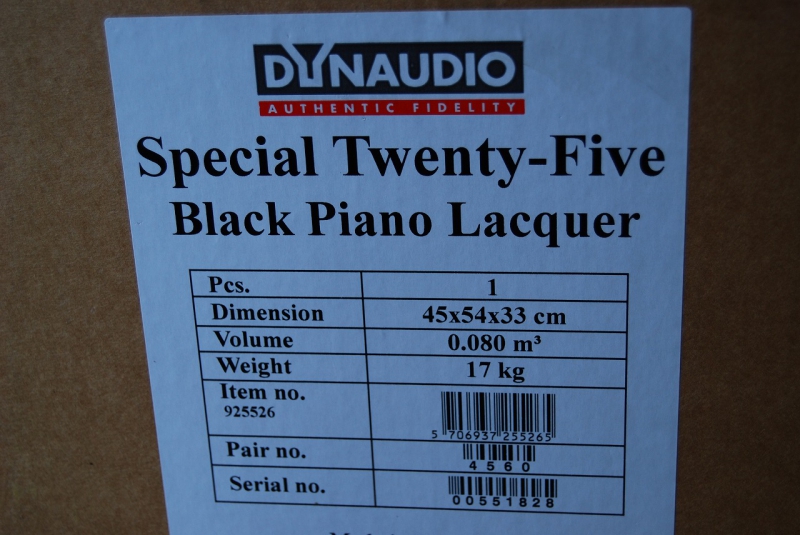 DYNAUDIO
AUTHENTIC FIDELITY
Special Twenty-Five
Black Piano Lacquer
Pcs. 1
Dimension 45x54x33 cm
Volume 0.080 m³
Weight 17 kg
Item no.
925526
5 706937 255265
Pair no. 4560
Serial no. 00551828